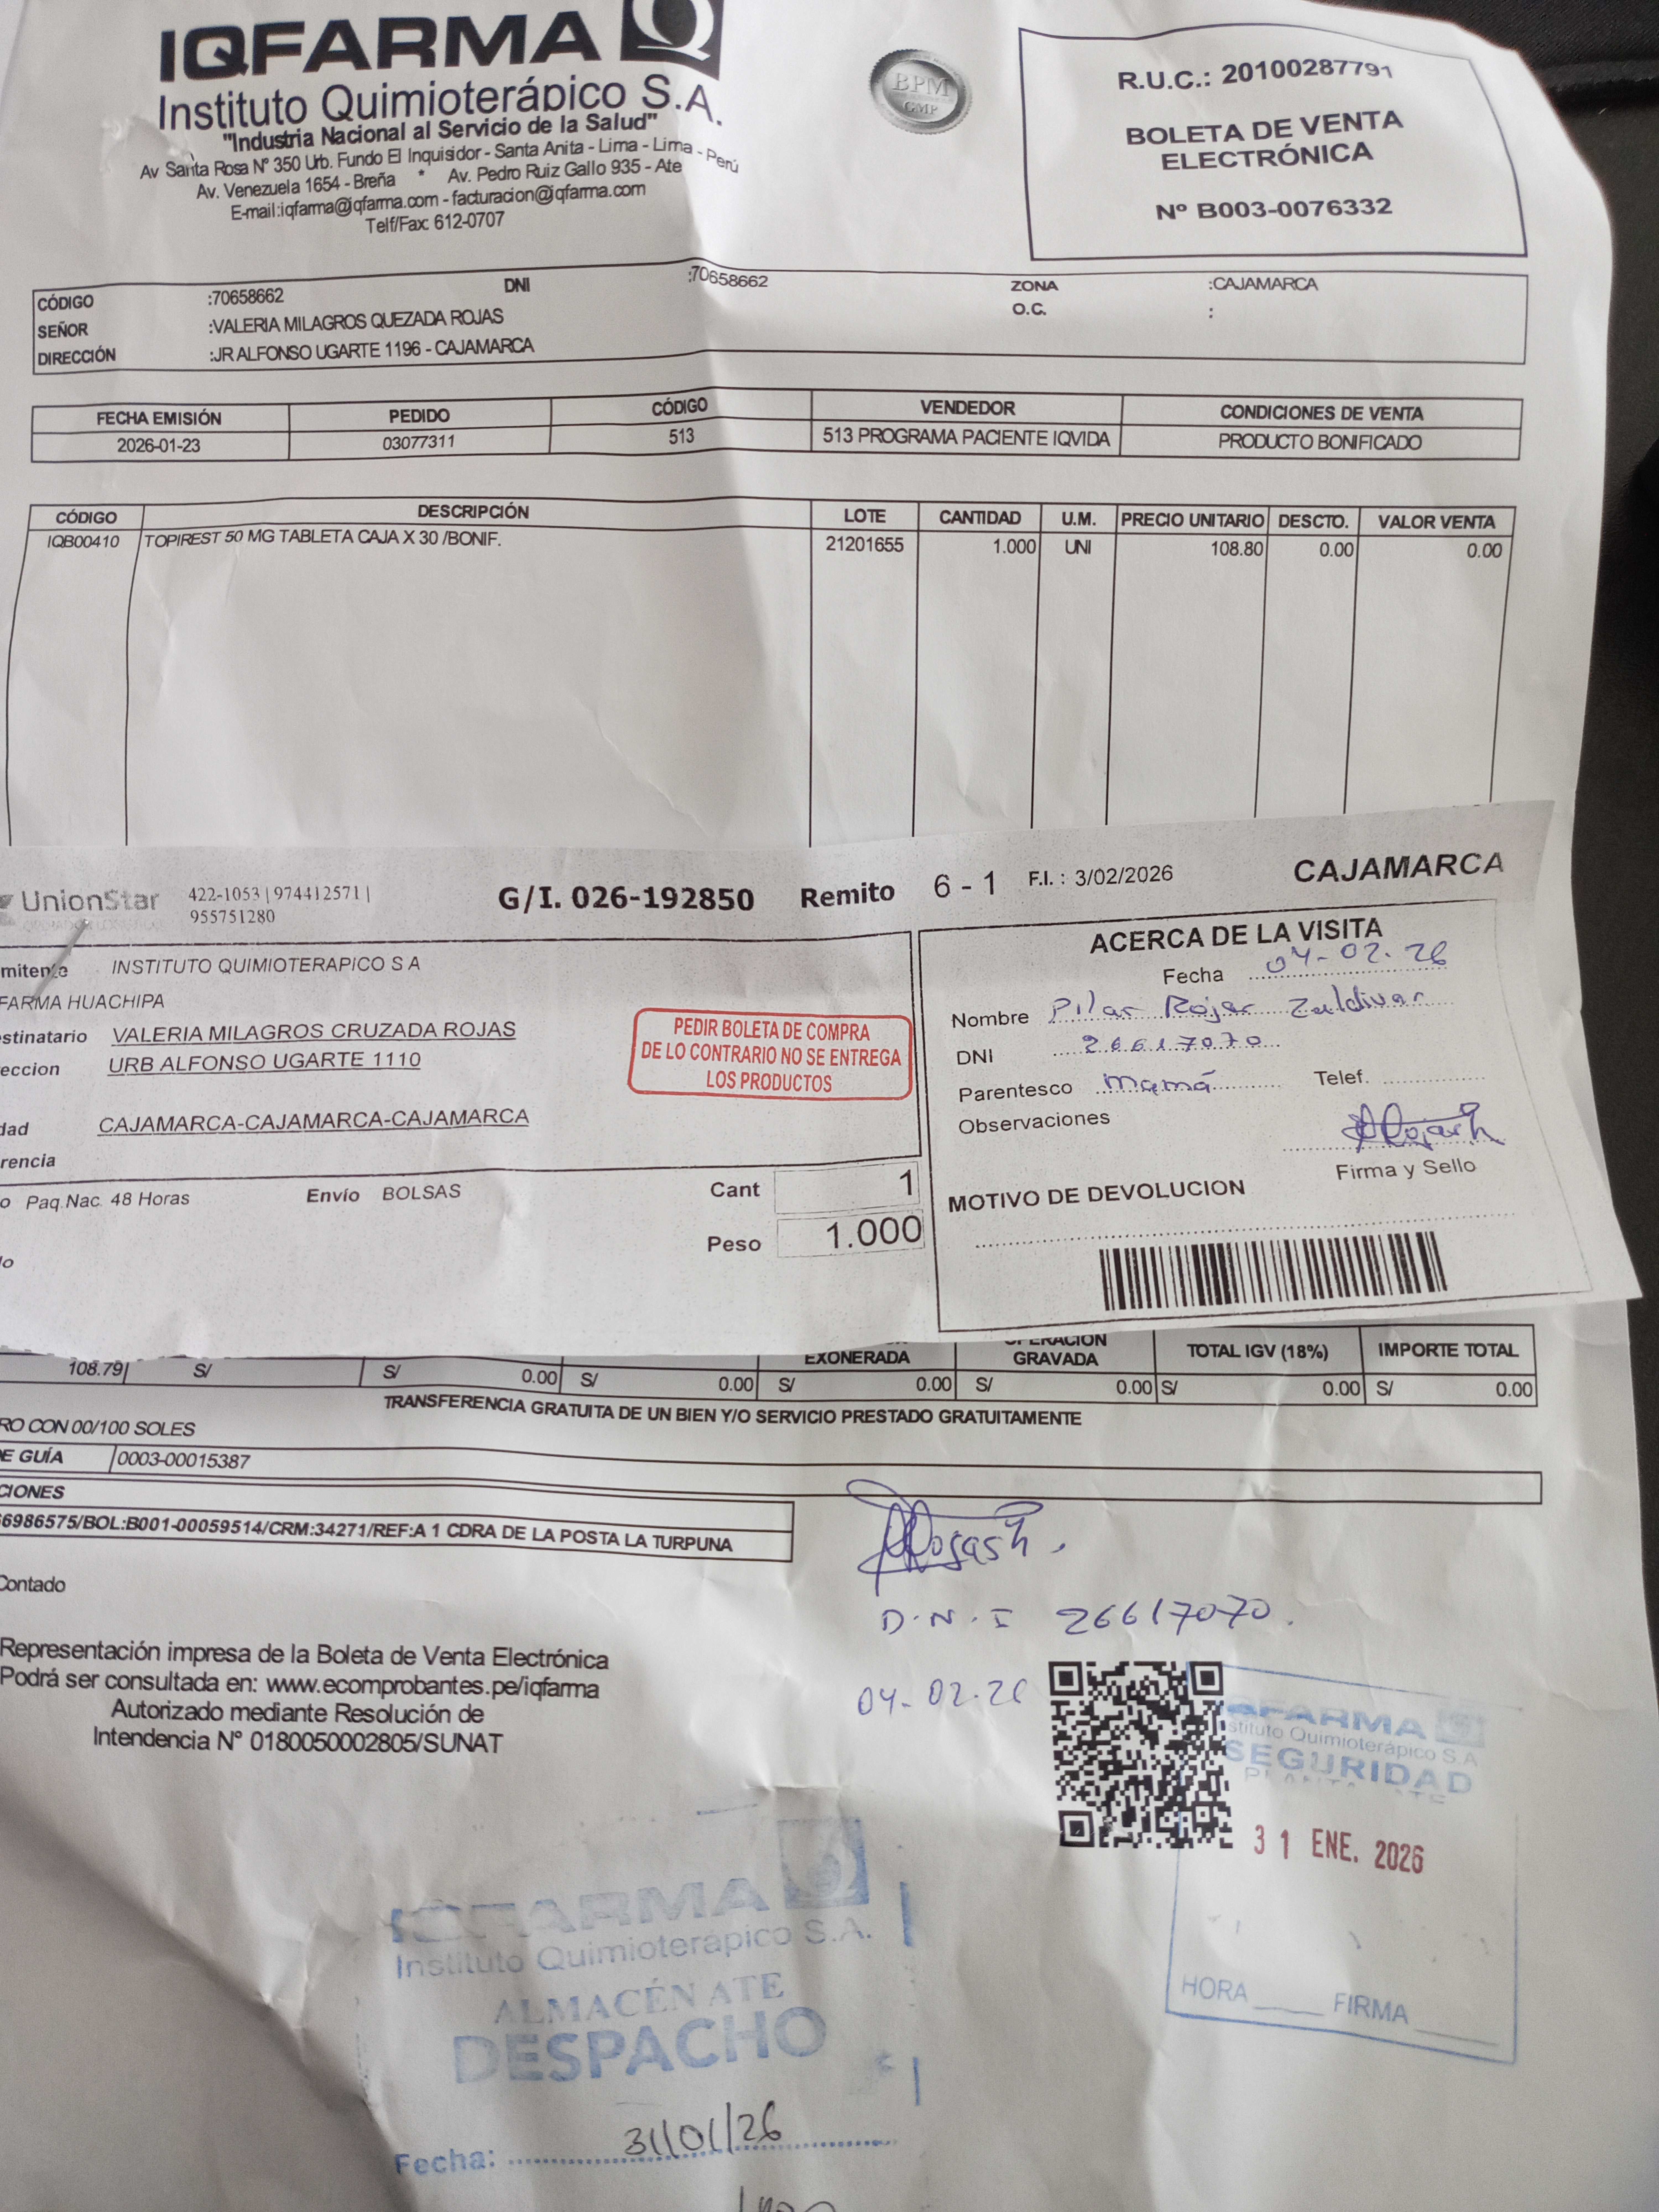 IQFARMA
Instituto Quimioterápico S.A.
"Industria Nacional al Servicio de la Salud"
Av Santa Rosa Nº 350 Urb. Fundo El Inquisidor - Santa Anita - Lima - Lima - Perú
Av. Venezuela 1654 - Breña * Av. Pedro Ruiz Gallo 935 - Ate
E-mail:iqfarma@iqfarma.com - facturacion@iqfarma.com
Telf/Fax: 612-0707
BPM
GMP
R.U.C.: 20100287791
BOLETA DE VENTA
ELECTRÓNICA
Nº B003-0076332
CÓDIGO :70658662 DNI :70658662 ZONA :CAJAMARCA
SEÑOR :VALERIA MILAGROS QUEZADA ROJAS O.C. :
DIRECCIÓN :JR ALFONSO UGARTE 1196 - CAJAMARCA
FECHA EMISIÓN PEDIDO CÓDIGO VENDEDOR CONDICIONES DE VENTA
2026-01-23 03077311 513 513 PROGRAMA PACIENTE IQVIDA PRODUCTO BONIFICADO
CÓDIGO DESCRIPCIÓN LOTE CANTIDAD U.M. PRECIO UNITARIO DESCTO. VALOR VENTA
IQB00410 TOPIREST 50 MG TABLETA CAJA X 30 /BONIF. 21201655 1.000 UNI 108.80 0.00 0.00
UnionStar 422-1053 | 974412571 |
955751280
G/I. 026-192850 Remito 6 - 1 F.I. : 3/02/2026 CAJAMARCA
mitente INSTITUTO QUIMIOTERAPICO S A
FARMA HUACHIPA
stinatario VALERIA MILAGROS CRUZADA ROJAS
eccion URB ALFONSO UGARTE 1110
dad CAJAMARCA-CAJAMARCA-CAJAMARCA
rencia
o Paq.Nac. 48 Horas Envío BOLSAS Cant 1
Peso 1.000
lo
PEDIR BOLETA DE COMPRA
DE LO CONTRARIO NO SE ENTREGA
LOS PRODUCTOS
ACERCA DE LA VISITA
Fecha 04-02.26
Nombre Pilar Rojas Zaldivar
DNI 26617070
Parentesco mamá Telef.
Observaciones
Firma y Sello
MOTIVO DE DEVOLUCION
EXONERADA OPERACION GRAVADA TOTAL IGV (18%) IMPORTE TOTAL
108.79 S/ S/ 0.00 S/ 0.00 S/ 0.00 S/ 0.00 S/ 0.00 S/ 0.00
TRANSFERENCIA GRATUITA DE UN BIEN Y/O SERVICIO PRESTADO GRATUITAMENTE
RO CON 00/100 SOLES
E GUÍA 0003-00015387
CIONES
66986575/BOL:B001-00059514/CRM:34271/REF:A 1 CDRA DE LA POSTA LA TURPUNA
Contado
D.N.I 26617070.
04-02.26
Representación impresa de la Boleta de Venta Electrónica
Podrá ser consultada en: www.ecomprobantes.pe/iqfarma
Autorizado mediante Resolución de
Intendencia Nº 0180050002805/SUNAT
IQFARMA
stituto Quimioterápico S.A
SEGURIDAD
PLANTA ATE
31 ENE. 2026
HORA FIRMA
IQFARMA
Instituto Quimioterápico S.A.
ALMACÉN ATE
DESPACHO
Fecha: 31/01/26